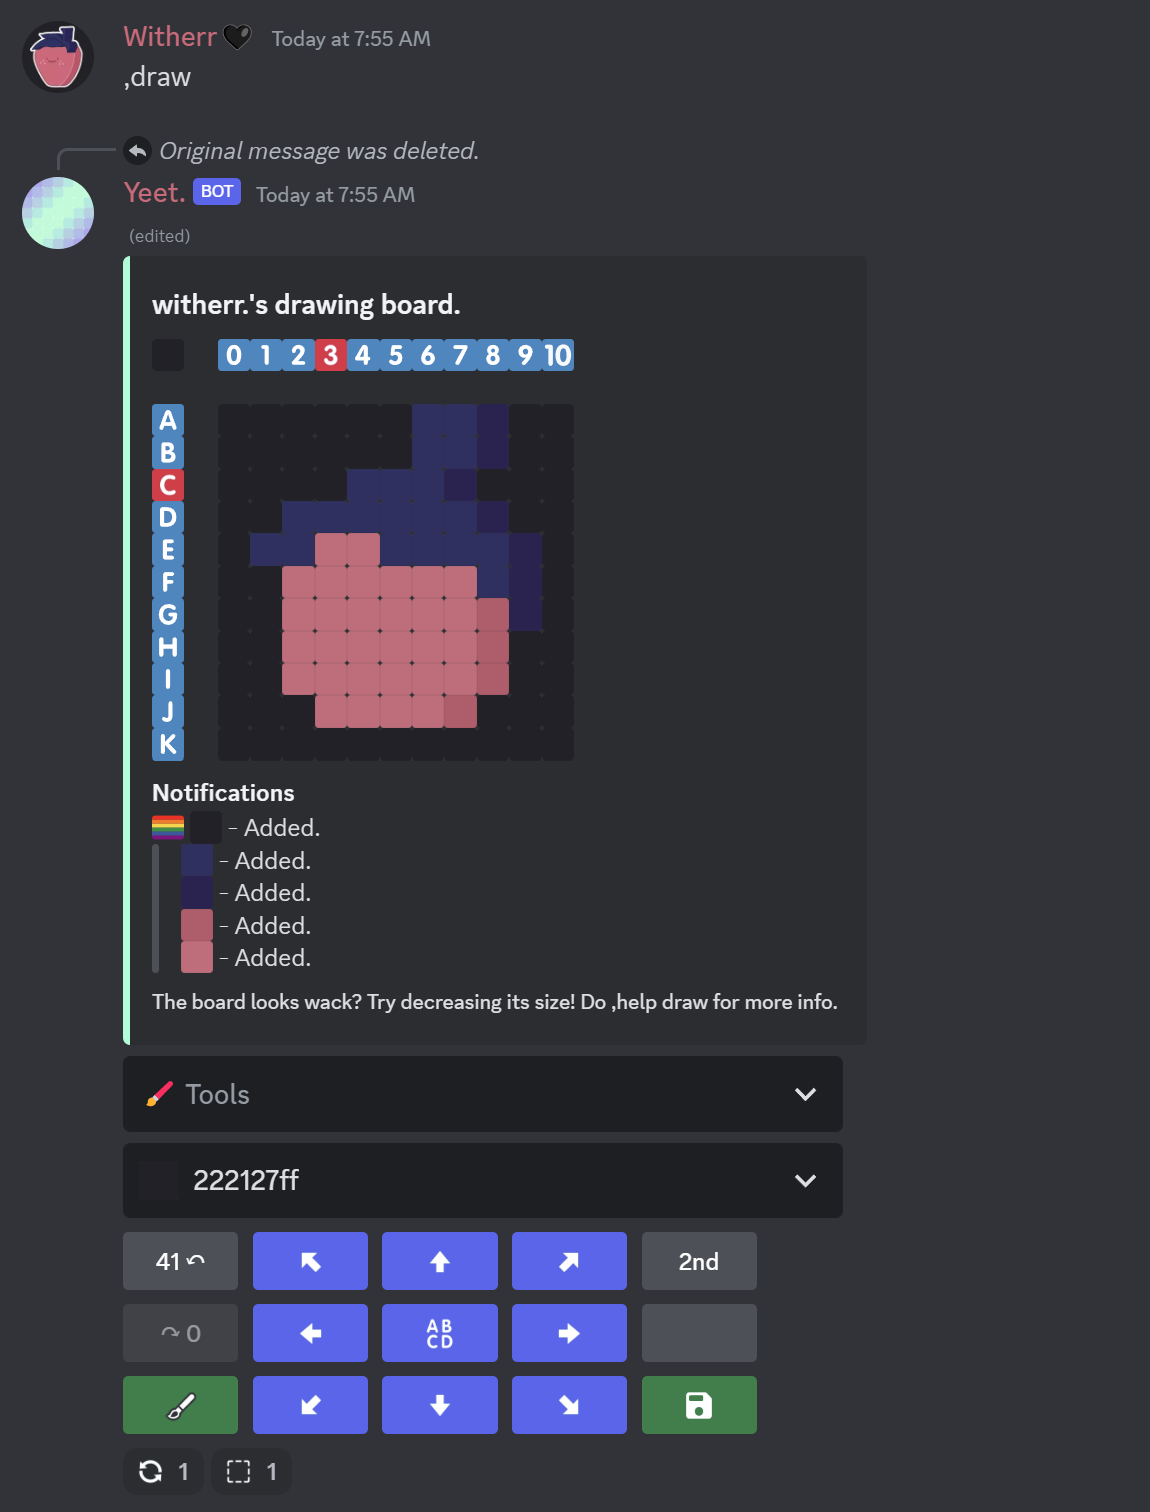 Witherr Today at 7:55 AM
,draw
Original message was deleted.
Yeet. BOT Today at 7:55 AM
(edited)
witherr.'s drawing board.
0 1 2 3 4 5 6 7 8 9 10
A
B
C
D
E
F
G
H
I
J
K
Notifications
- Added.
- Added.
- Added.
- Added.
- Added.
The board looks wack? Try decreasing its size! Do ,help draw for more info.
Tools
222127ff
41 2nd
0 AB
CD
1 1